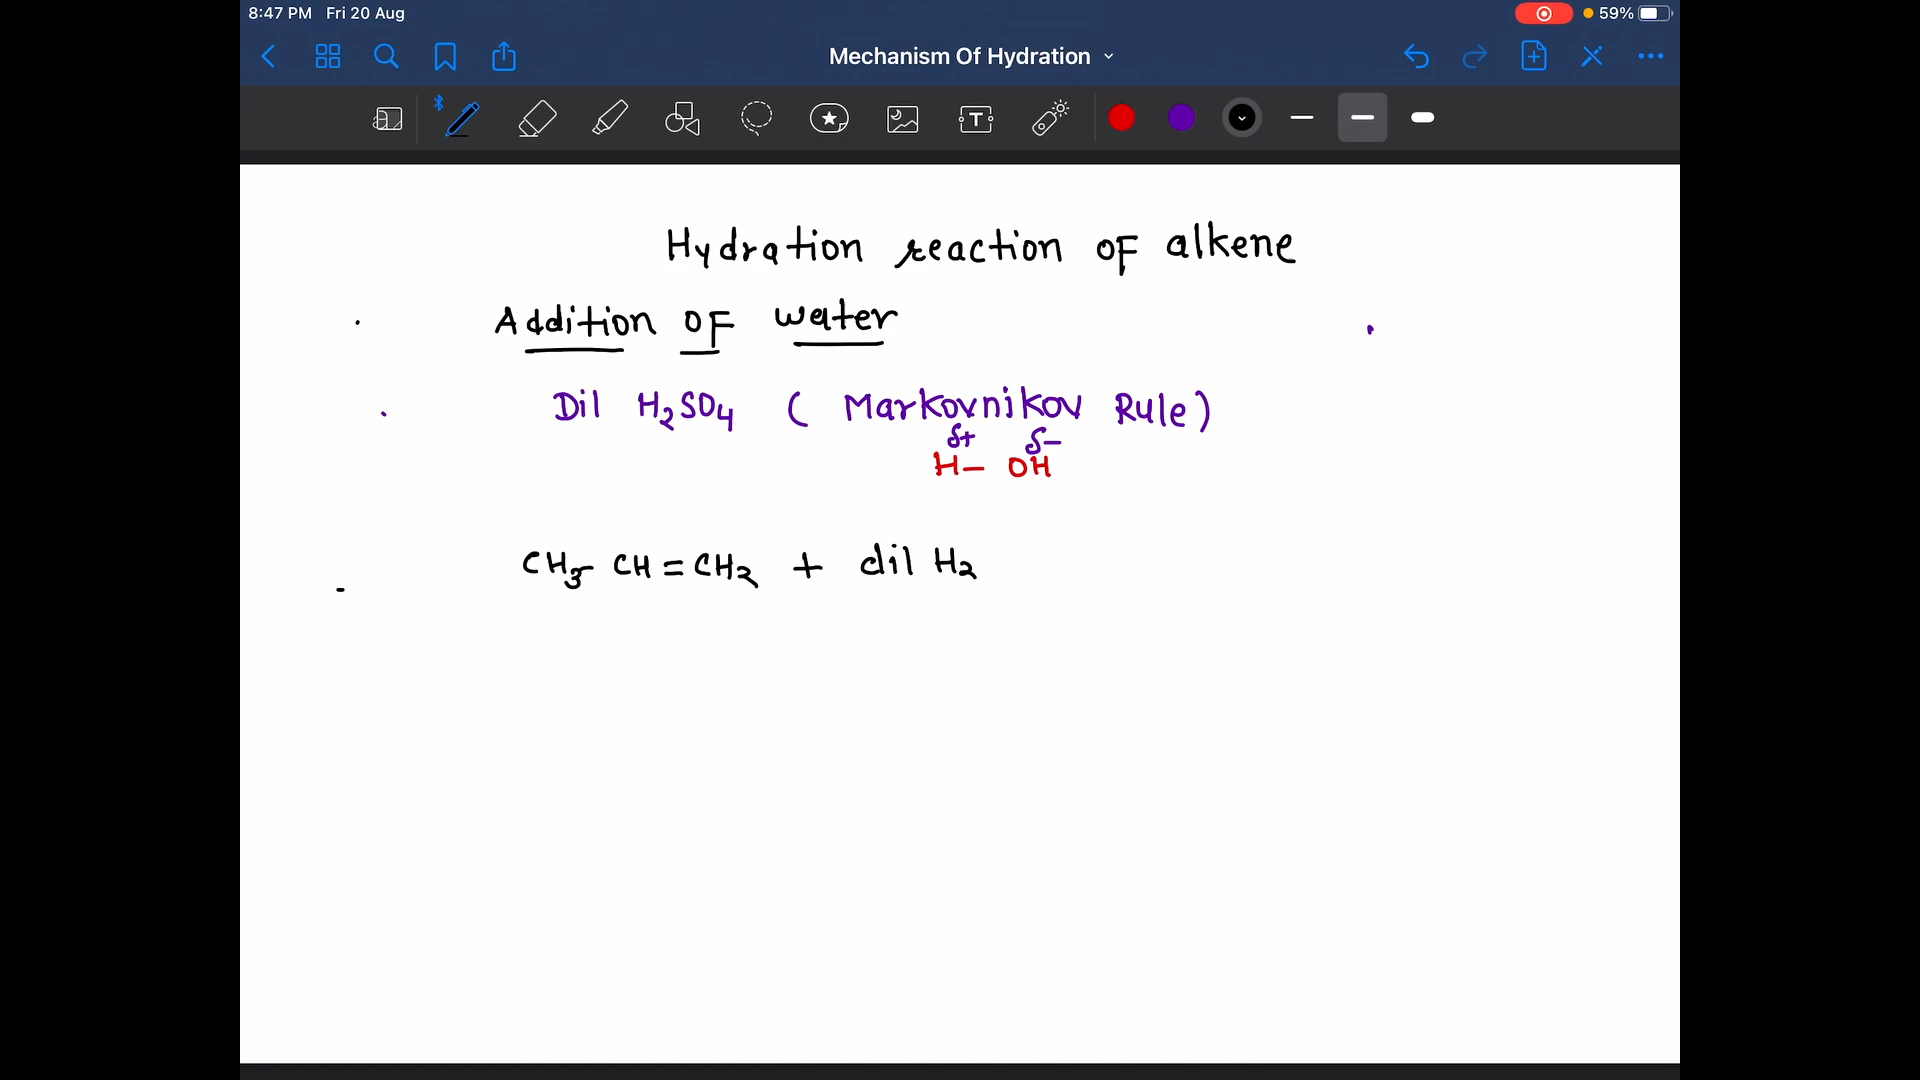 8:47 PM Fri 20 Aug
59%
Mechanism Of Hydration
T
Hydration reaction of alkene
Addition of water
Dil H₂SO₄ ( Markovnikov Rule)
δ+ δ-
H- OH
CH₃ CH=CH₂ + dil H₂